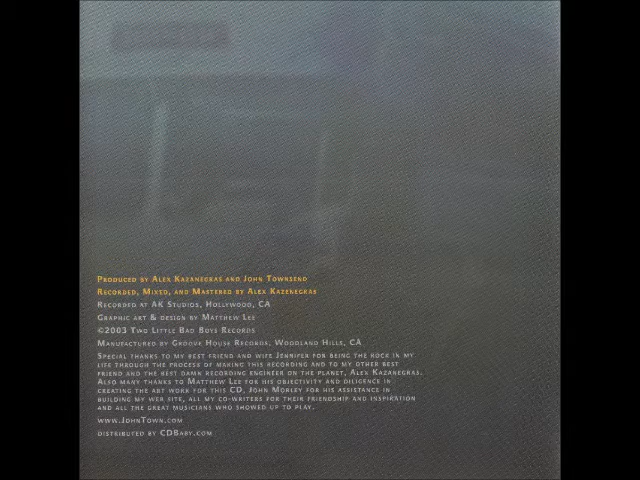 Produced by Alex Kazanegras and John Townsend
Recorded, Mixed, and Mastered by Alex Kazenegras
Recorded at AK Studios, Hollywood, CA
Graphic art & design by Matthew Lee
©2003 Two Little Bad Boys Records
Manufactured by Groove House Records, Woodland Hills, CA
Special thanks to my best friend and wife Jennifer for being the rock in my
life through the process of making this recording and to my other best
friend and the best damn recording engineer on the planet, Alex Kazanegras.
Also many thanks to Matthew Lee for his objectivity and diligence in
creating the art work for this CD, John Morley for his assistance in
building my web site, all my co-writers for their friendship and inspiration
and all the great musicians who showed up to play.
www.JohnTown.com
distributed by CDBaby.com